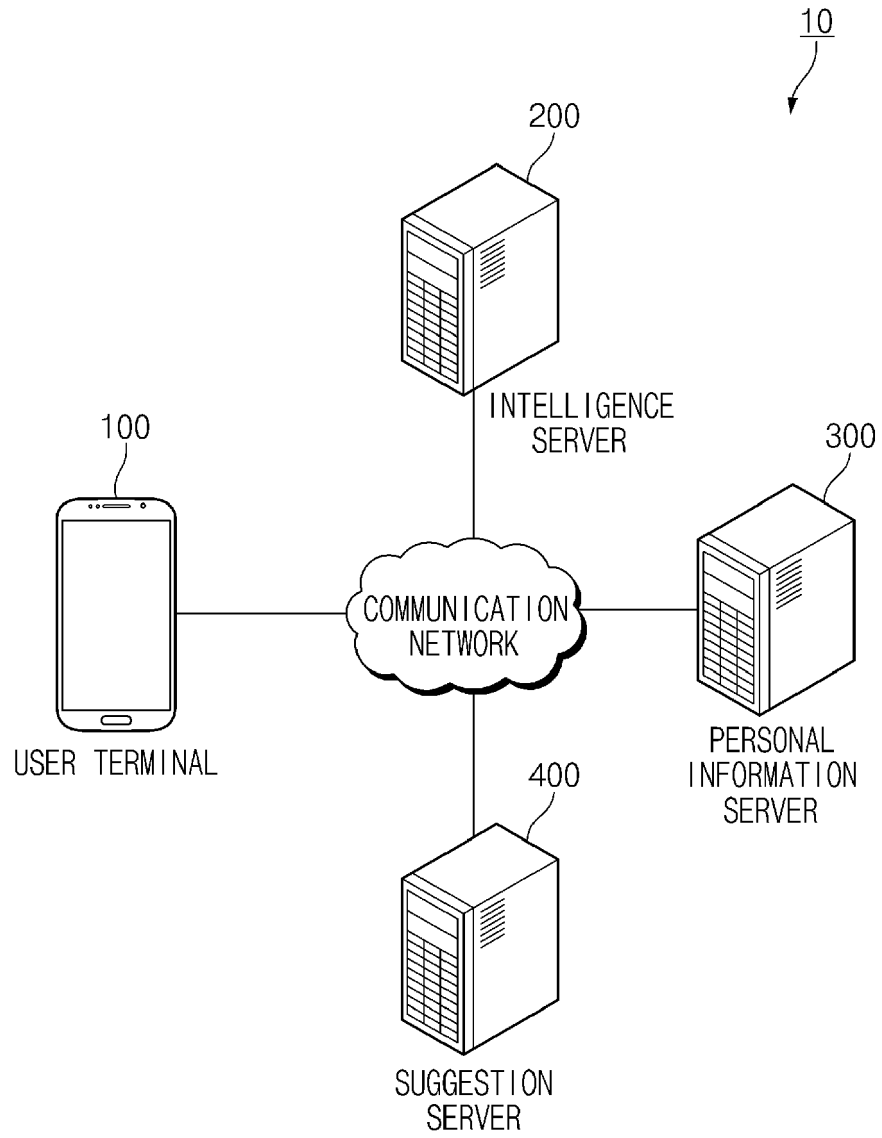 10
200
INTELLIGENCE
SERVER
100
300
COMMUNICATION
NETWORK
USER TERMINAL
PERSONAL
INFORMATION
SERVER
400
SUGGESTION
SERVER